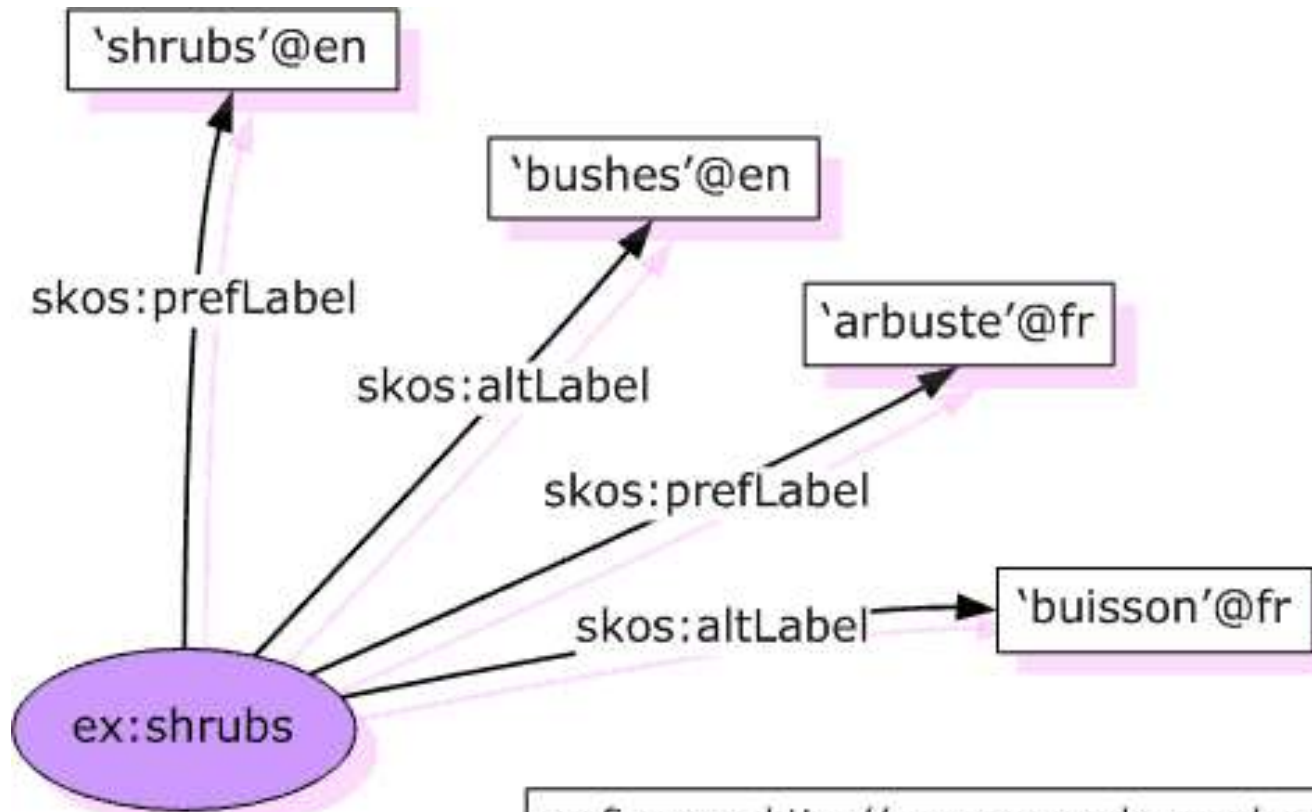 ‘shrubs’@en
‘bushes’@en
skos:prefLabel
‘arbuste’@fr
skos:altLabel
skos:prefLabel
‘buisson’@fr
skos:altLabel
ex:shrubs